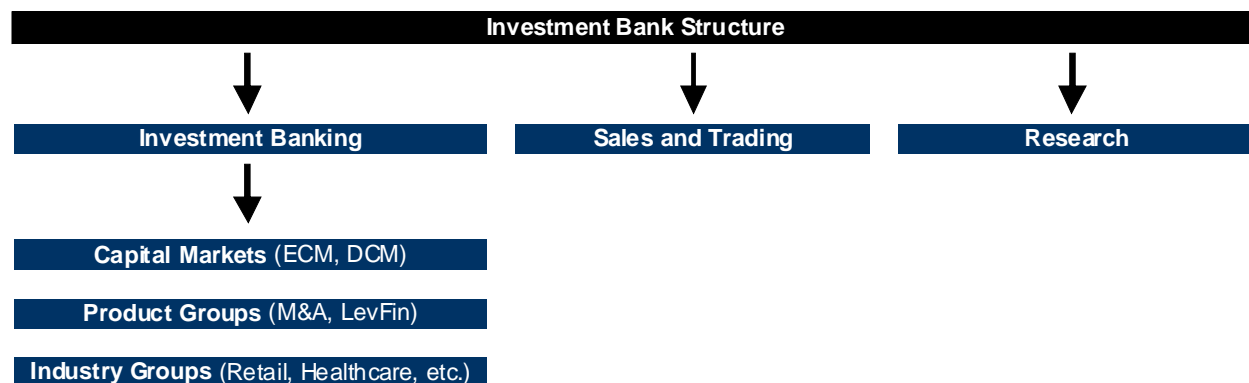 Investment Bank Structure
Investment Banking
Sales and Trading
Research
Capital Markets (ECM, DCM)
Product Groups (M&A, LevFin)
Industry Groups (Retail, Healthcare, etc.)